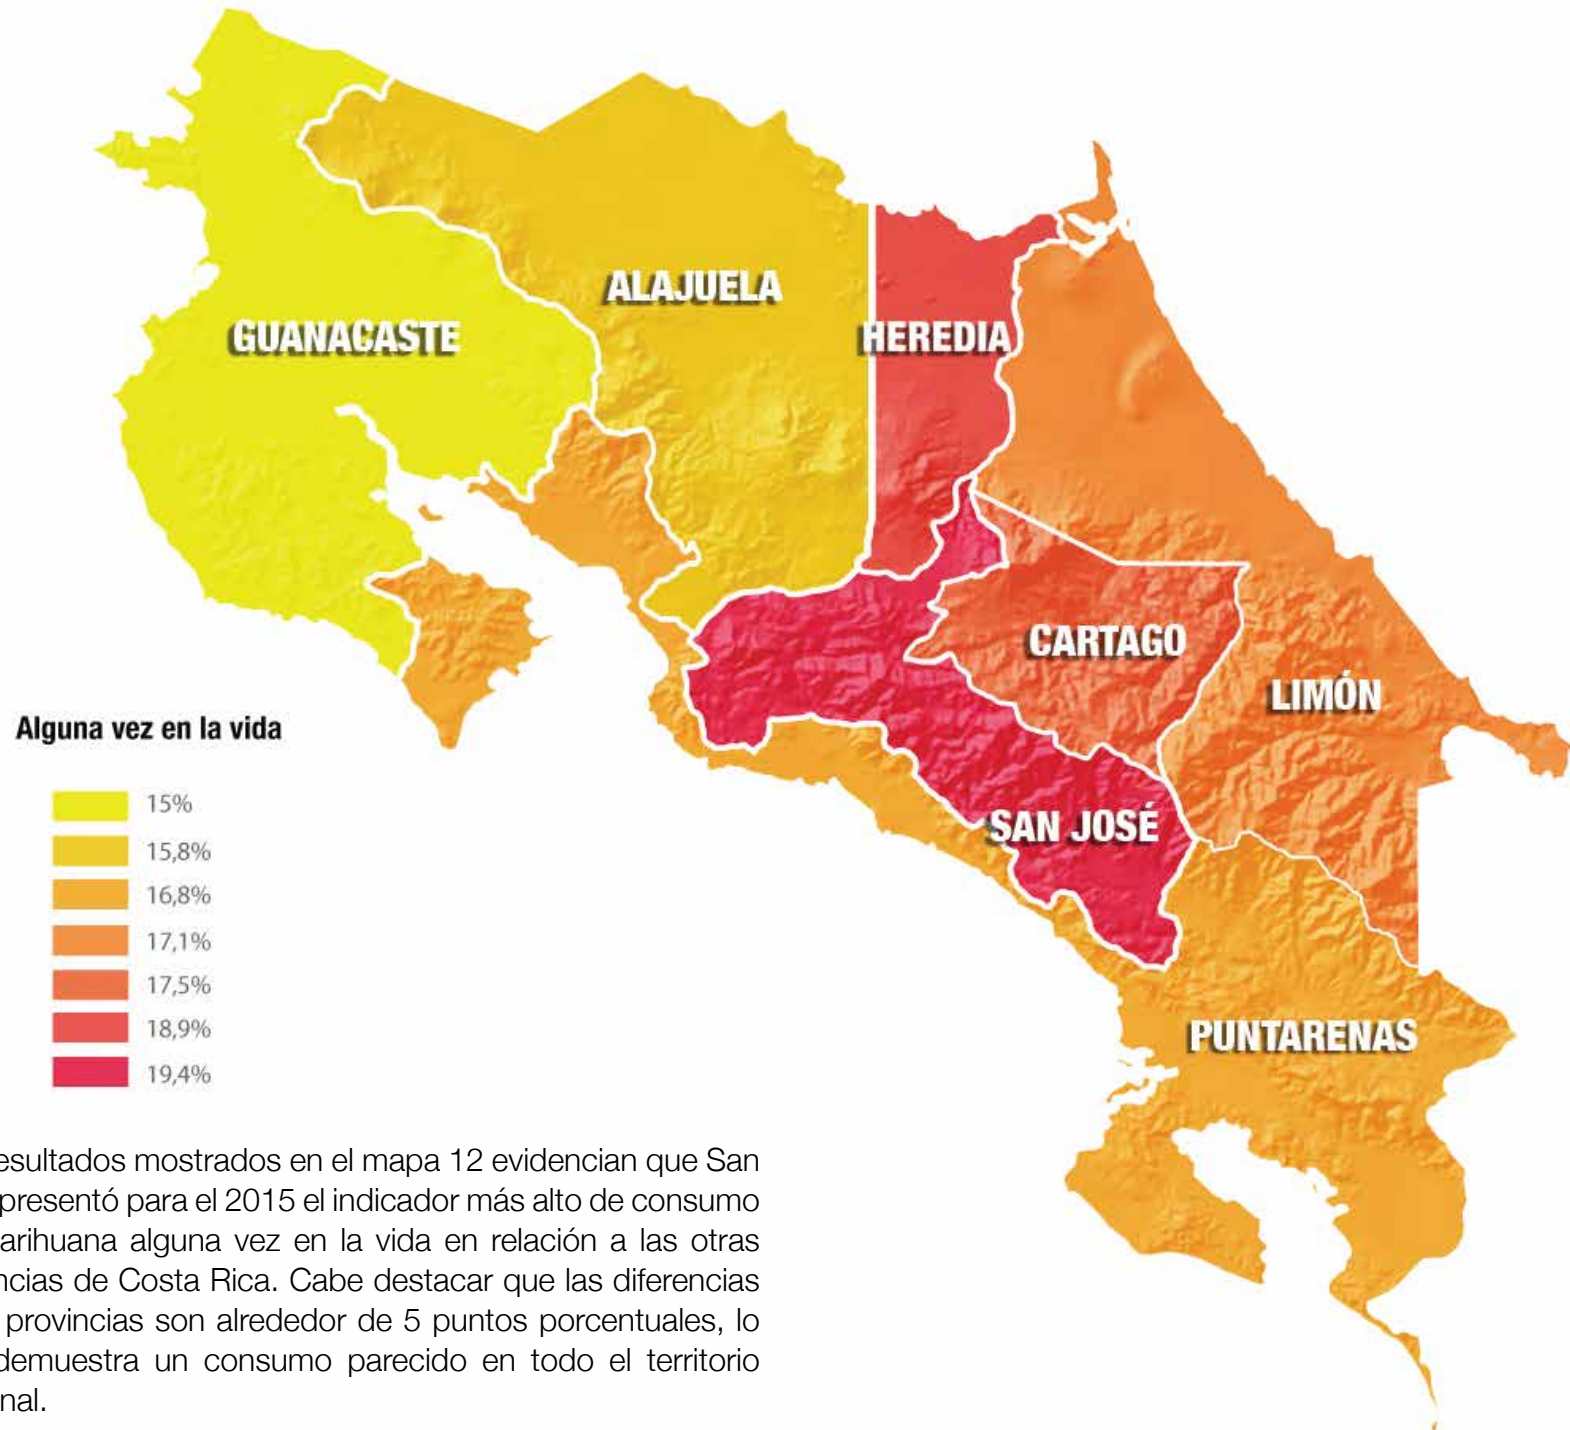 ALAJUELA
GUANACASTE
HEREDIA
CARTAGO
LIMÓN
SAN JOSÉ
PUNTARENAS
Alguna vez en la vida
15%
15,8%
16,8%
17,1%
17,5%
18,9%
19,4%
esultados mostrados en el mapa 12 evidencian que San
presentó para el 2015 el indicador más alto de consumo
arihuana alguna vez en la vida en relación a las otras
ncias de Costa Rica. Cabe destacar que las diferencias
provincias son alrededor de 5 puntos porcentuales, lo
demuestra un consumo parecido en todo el territorio
nal.